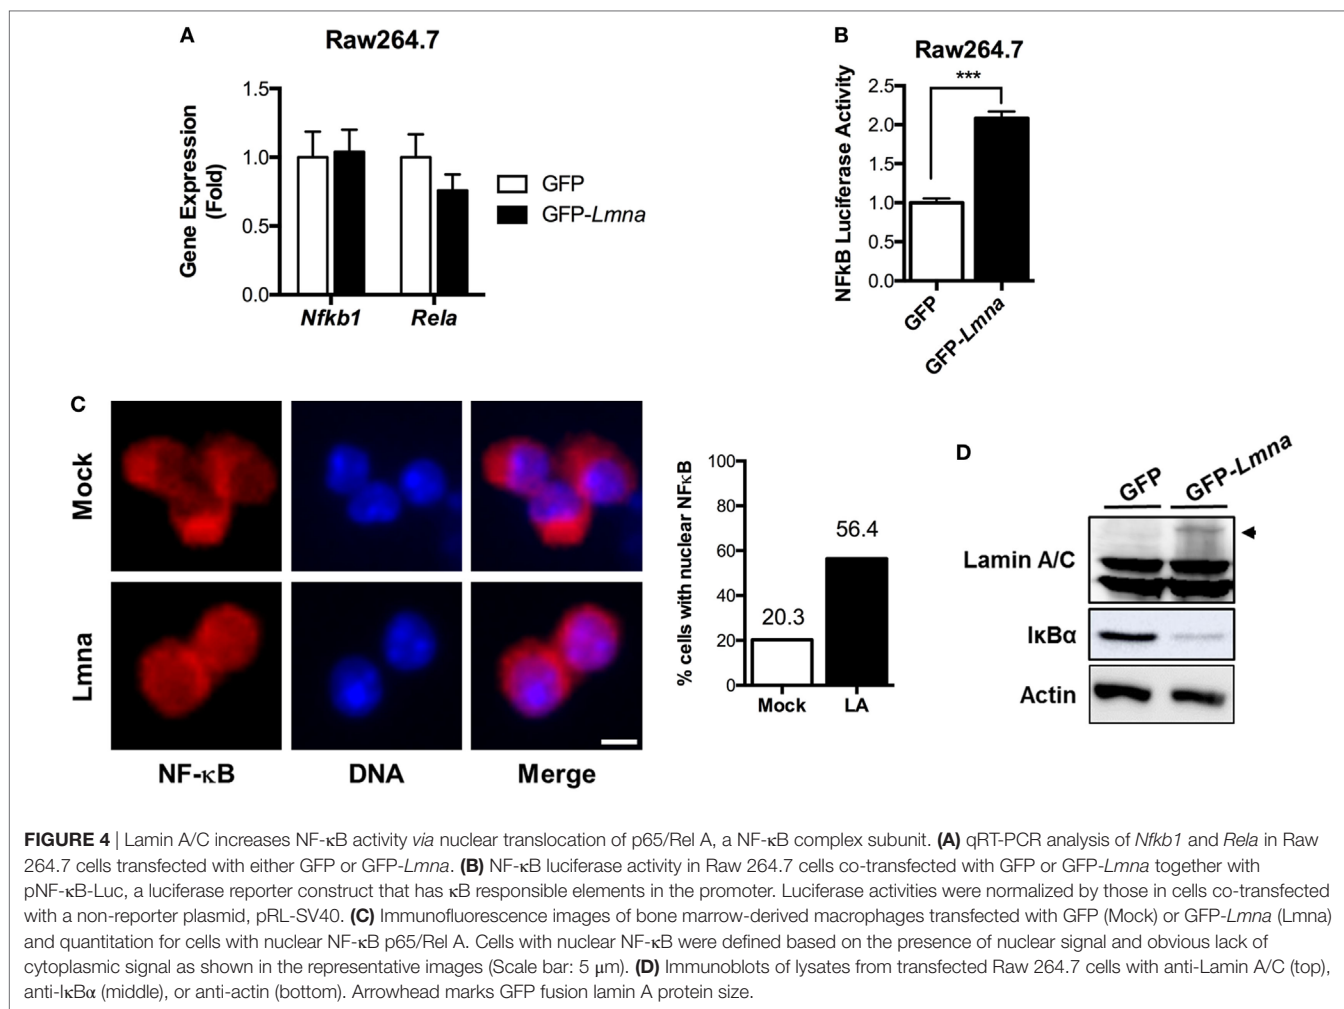 A
Raw264.7
Gene Expression
(Fold)
1.5
1.0
0.5
0.0
Nfkb1
Rela
GFP
GFP-Lmna
B
Raw264.7
NFkB Luciferase Activity
2.5
2.0
1.5
1.0
0.5
0.0
***
GFP
GFP-Lmna
C
Mock
Lmna
NF-κB
DNA
Merge
% cells with nuclear NFκB
100
80
60
40
20
0
20.3
56.4
Mock
LA
D
GFP
GFP-Lmna
Lamin A/C
IκBα
Actin
FIGURE 4 | Lamin A/C increases NF-κB activity via nuclear translocation of p65/Rel A, a NF-κB complex subunit. (A) qRT-PCR analysis of Nfkb1 and Rela in Raw
264.7 cells transfected with either GFP or GFP-Lmna. (B) NF-κB luciferase activity in Raw 264.7 cells co-transfected with GFP or GFP-Lmna together with
pNF-κB-Luc, a luciferase reporter construct that has κB responsible elements in the promoter. Luciferase activities were normalized by those in cells co-transfected
with a non-reporter plasmid, pRL-SV40. (C) Immunofluorescence images of bone marrow-derived macrophages transfected with GFP (Mock) or GFP-Lmna (Lmna)
and quantitation for cells with nuclear NF-κB p65/Rel A. Cells with nuclear NF-κB were defined based on the presence of nuclear signal and obvious lack of
cytoplasmic signal as shown in the representative images (Scale bar: 5 μm). (D) Immunoblots of lysates from transfected Raw 264.7 cells with anti-Lamin A/C (top),
anti-IκBα (middle), or anti-actin (bottom). Arrowhead marks GFP fusion lamin A protein size.